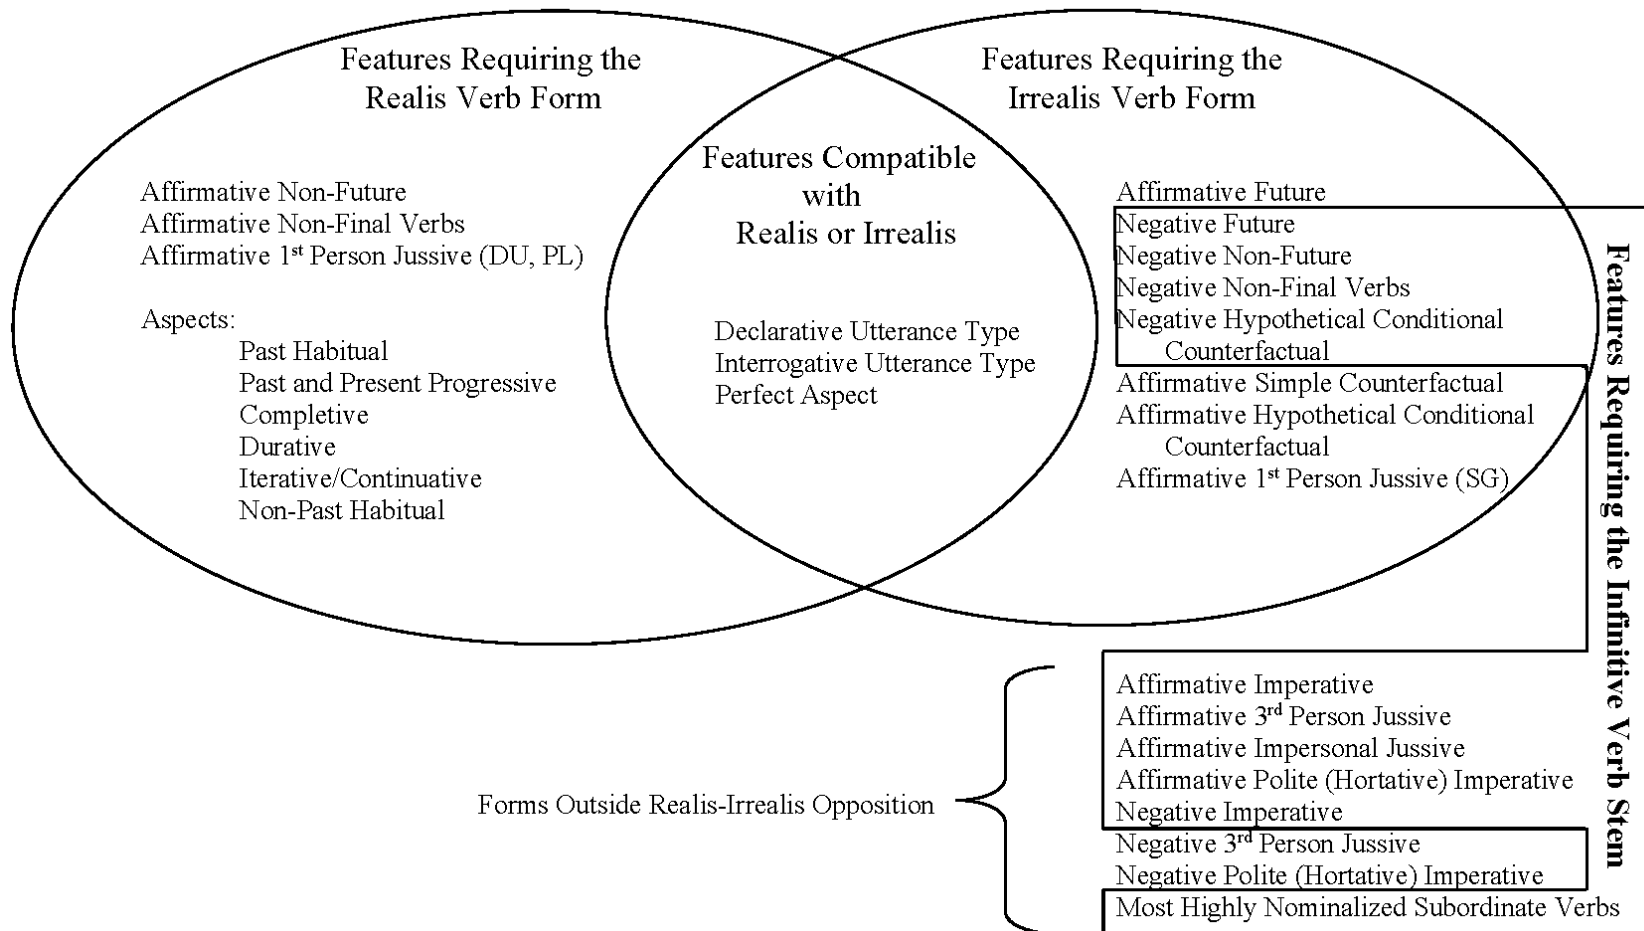 Features Requiring the
Realis Verb Form
Affirmative Non-Future
Affirmative Non-Final Verbs
Affirmative 1st Person Jussive (DU, PL)
Aspects:
Past Habitual
Past and Present Progressive
Completive
Durative
Iterative/Continuative
Non-Past Habitual
Features Compatible
with
Realis or Irrealis
Declarative Utterance Type
Interrogative Utterance Type
Perfect Aspect
Features Requiring the
Irrealis Verb Form
Affirmative Future
Negative Future
Negative Non-Future
Negative Non-Final Verbs
Negative Hypothetical Conditional
Counterfactual
Affirmative Simple Counterfactual
Affirmative Hypothetical Conditional
Counterfactual
Affirmative 1st Person Jussive (SG)
Features Requiring the Infinitive Verb Stem
Forms Outside Realis-Irrealis Opposition
Affirmative Imperative
Affirmative 3rd Person Jussive
Affirmative Impersonal Jussive
Affirmative Polite (Hortative) Imperative
Negative Imperative
Negative 3rd Person Jussive
Negative Polite (Hortative) Imperative
Most Highly Nominalized Subordinate Verbs